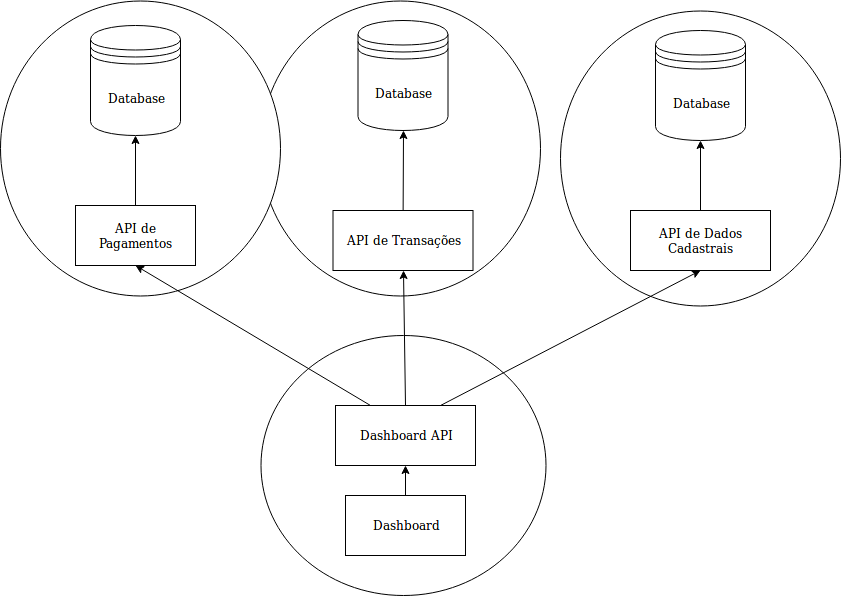 Database
Database
Database
API de
Pagamentos
API de Transações
API de Dados
Cadastrais
Dashboard API
Dashboard